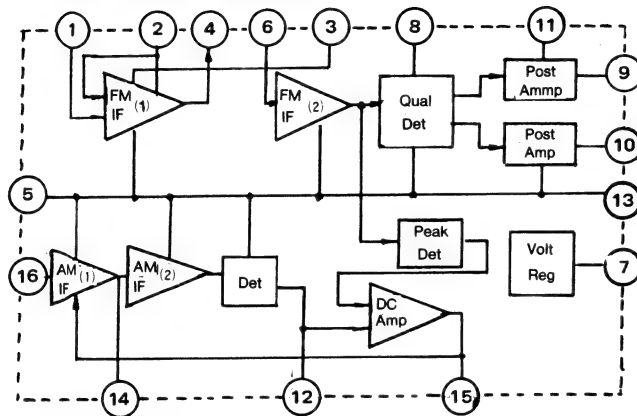 1
2
4
6
3
8
11
9
10
5
13
16
7
14
12
15
FM
IF (1)
FM
IF (2)
Qual
Det
Post
Ammp
Post
Amp
AM
IF (1)
AM
IF (2)
Det
Peak
Det
DC
Amp
Volt
Reg